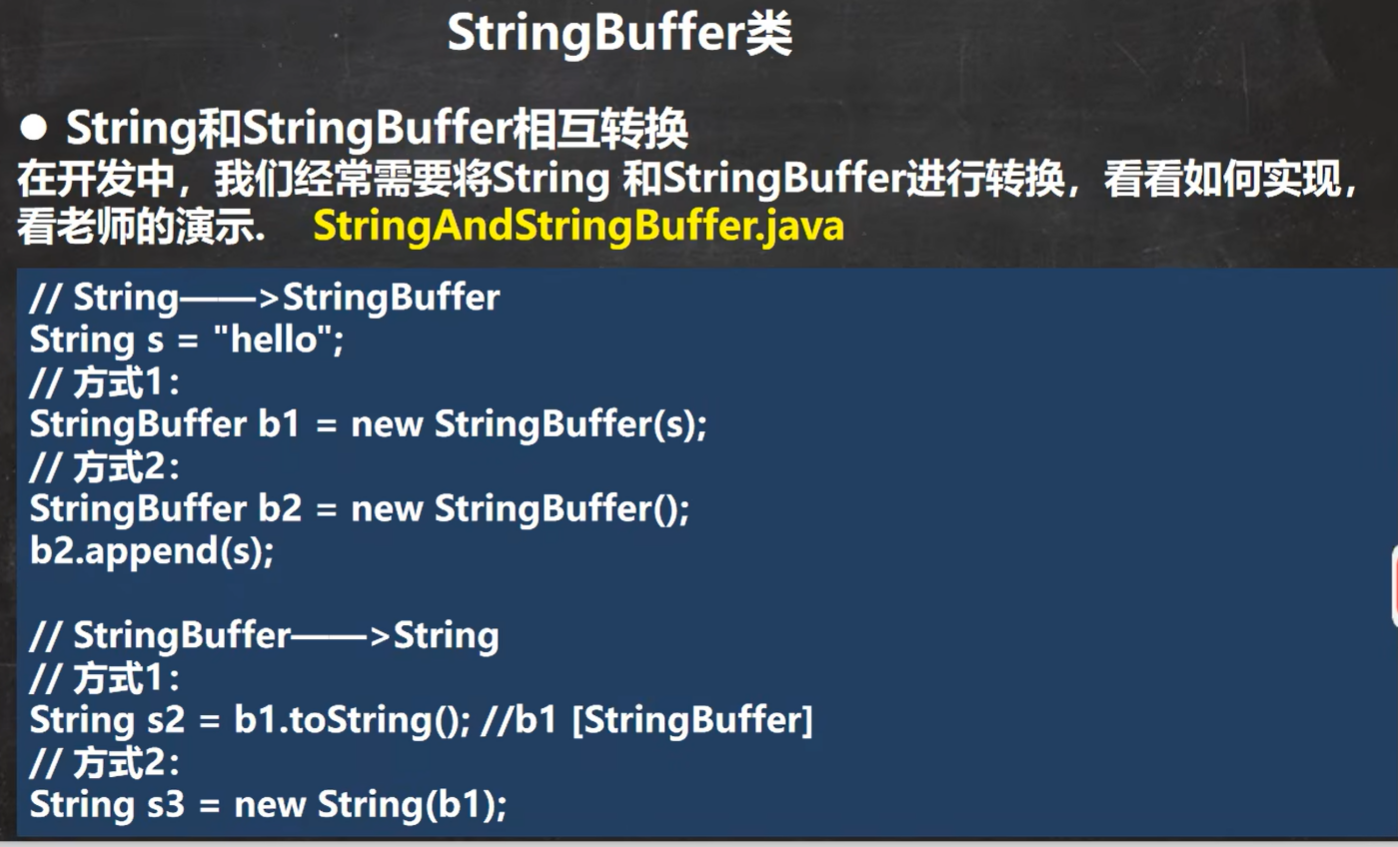 StringBuffer类
● String和StringBuffer相互转换
在开发中，我们经常需要将String 和StringBuffer进行转换，看看如何实现，
看老师的演示. StringAndStringBuffer.java
// String——>StringBuffer
String s = "hello";
// 方式1：
StringBuffer b1 = new StringBuffer(s);
// 方式2：
StringBuffer b2 = new StringBuffer();
b2.append(s);
// StringBuffer——>String
// 方式1：
String s2 = b1.toString(); //b1 [StringBuffer]
// 方式2：
String s3 = new String(b1);